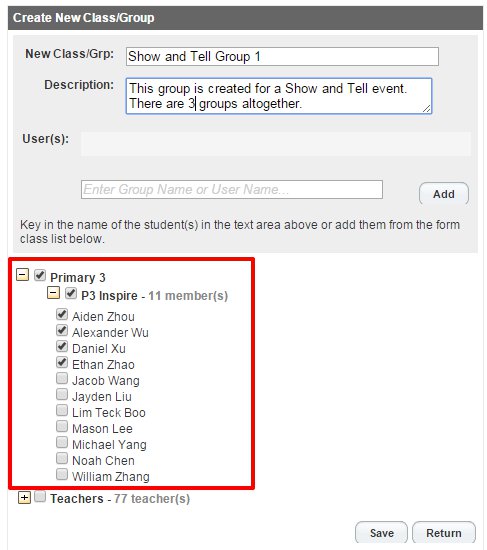 Create New Class/Group
New Class/Grp: Show and Tell Group 1
Description: This group is created for a Show and Tell event.
There are 3 groups altogether.
User(s):
Enter Group Name or User Name... Add
Key in the name of the student(s) in the text area above or add them from the form
class list below.
Primary 3
P3 Inspire - 11 member(s)
Aiden Zhou
Alexander Wu
Daniel Xu
Ethan Zhao
Jacob Wang
Jayden Liu
Lim Teck Boo
Mason Lee
Michael Yang
Noah Chen
William Zhang
Teachers - 77 teacher(s)
Save Return